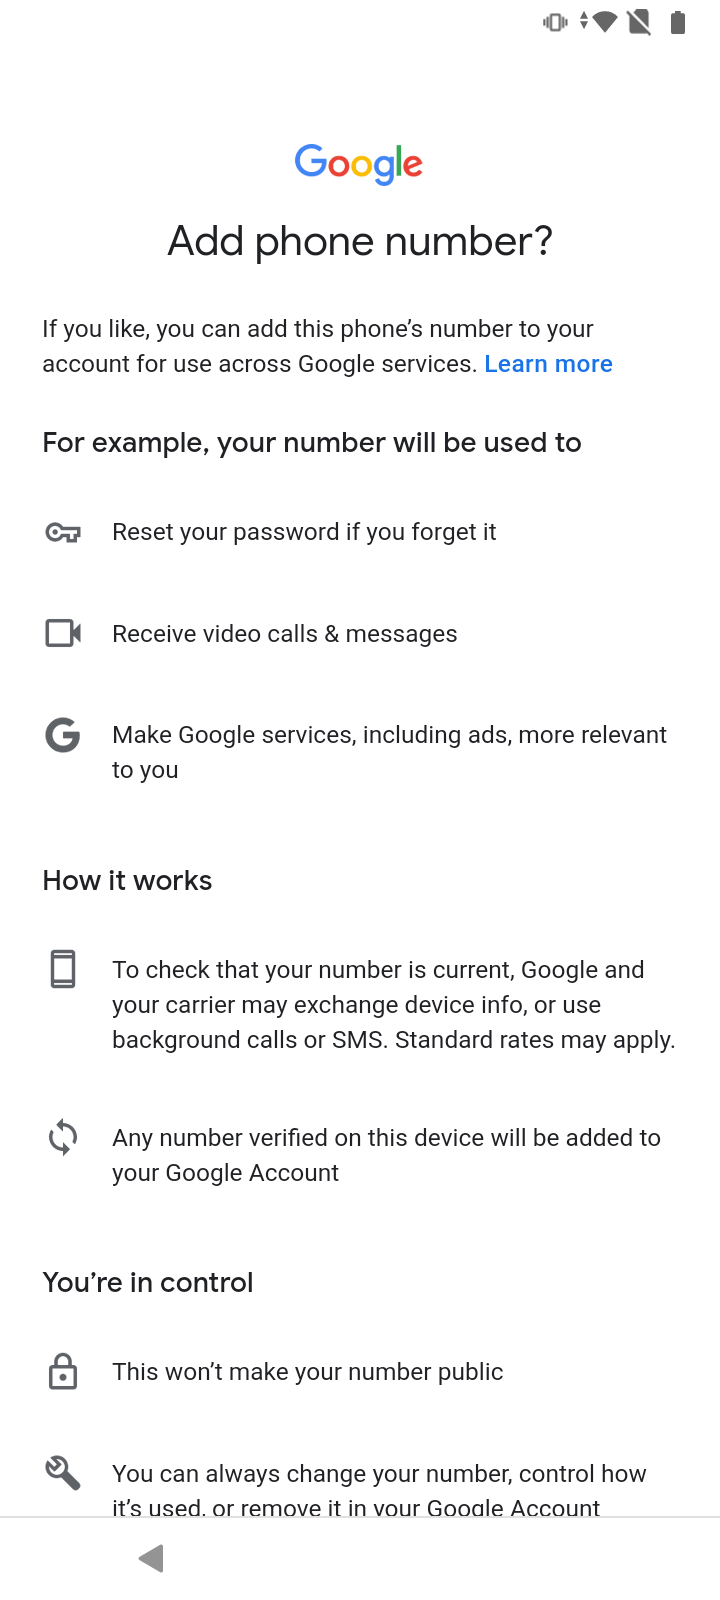 Google
Add phone number?
If you like, you can add this phone’s number to your
account for use across Google services. Learn more
For example, your number will be used to
Reset your password if you forget it
Receive video calls & messages
Make Google services, including ads, more relevant
to you
How it works
To check that your number is current, Google and
your carrier may exchange device info, or use
background calls or SMS. Standard rates may apply.
Any number verified on this device will be added to
your Google Account
You’re in control
This won’t make your number public
You can always change your number, control how
it’s used, or remove it in your Google Account